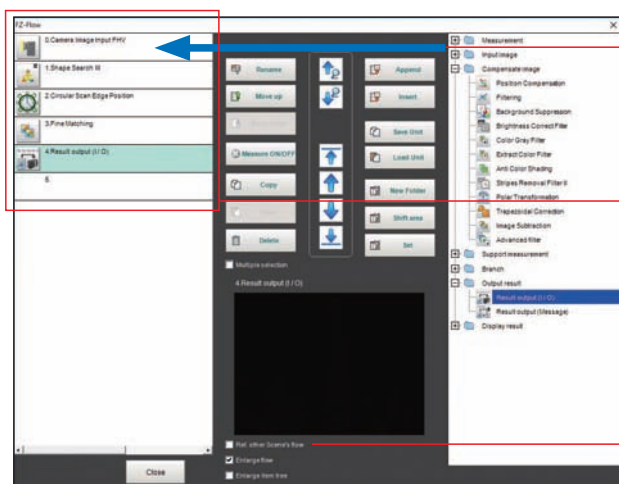 FZ-Flow
0.Camera Image Input FHV
1.Shape Search III
2.Circular Scan Edge Position
3.Fine Matching
4.Result output (I / O)
5.
Rename
Move up
Measure ON/OFF
Copy
Delete
Append
Insert
Save Unit
Load Unit
New Folder
Shift area
Set
Multiple selection
4.Result output (I / O)
Ref. other Scene's flow
Enlarge flow
Enlarge item tree
Close
Measurement
Input image
Compensate image
Position Compensation
Filtering
Background Suppression
Brightness Correct Filter
Color Gray Filter
Extract Color Filter
Anti Color Shading
Stripes Removal Filter II
Polar Transformation
Trapezoidal Correction
Image Subtraction
Advanced filter
Support measurement
Branch
Output result
Result output (I / O)
Result output (Message)
Display result